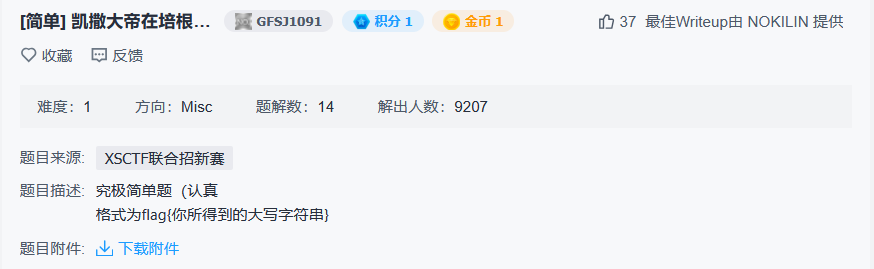 [简单] 凯撒大帝在培根... GFSJ1091 积分 1 金币 1 37 最佳Writeup由 NOKILIN 提供
收藏 反馈
难度：1 方向：Misc 题解数：14 解出人数：9207
题目来源: XSCTF联合招新赛
题目描述: 究极简单题（认真
格式为flag{你所得到的大写字符串}
题目附件: 下载附件